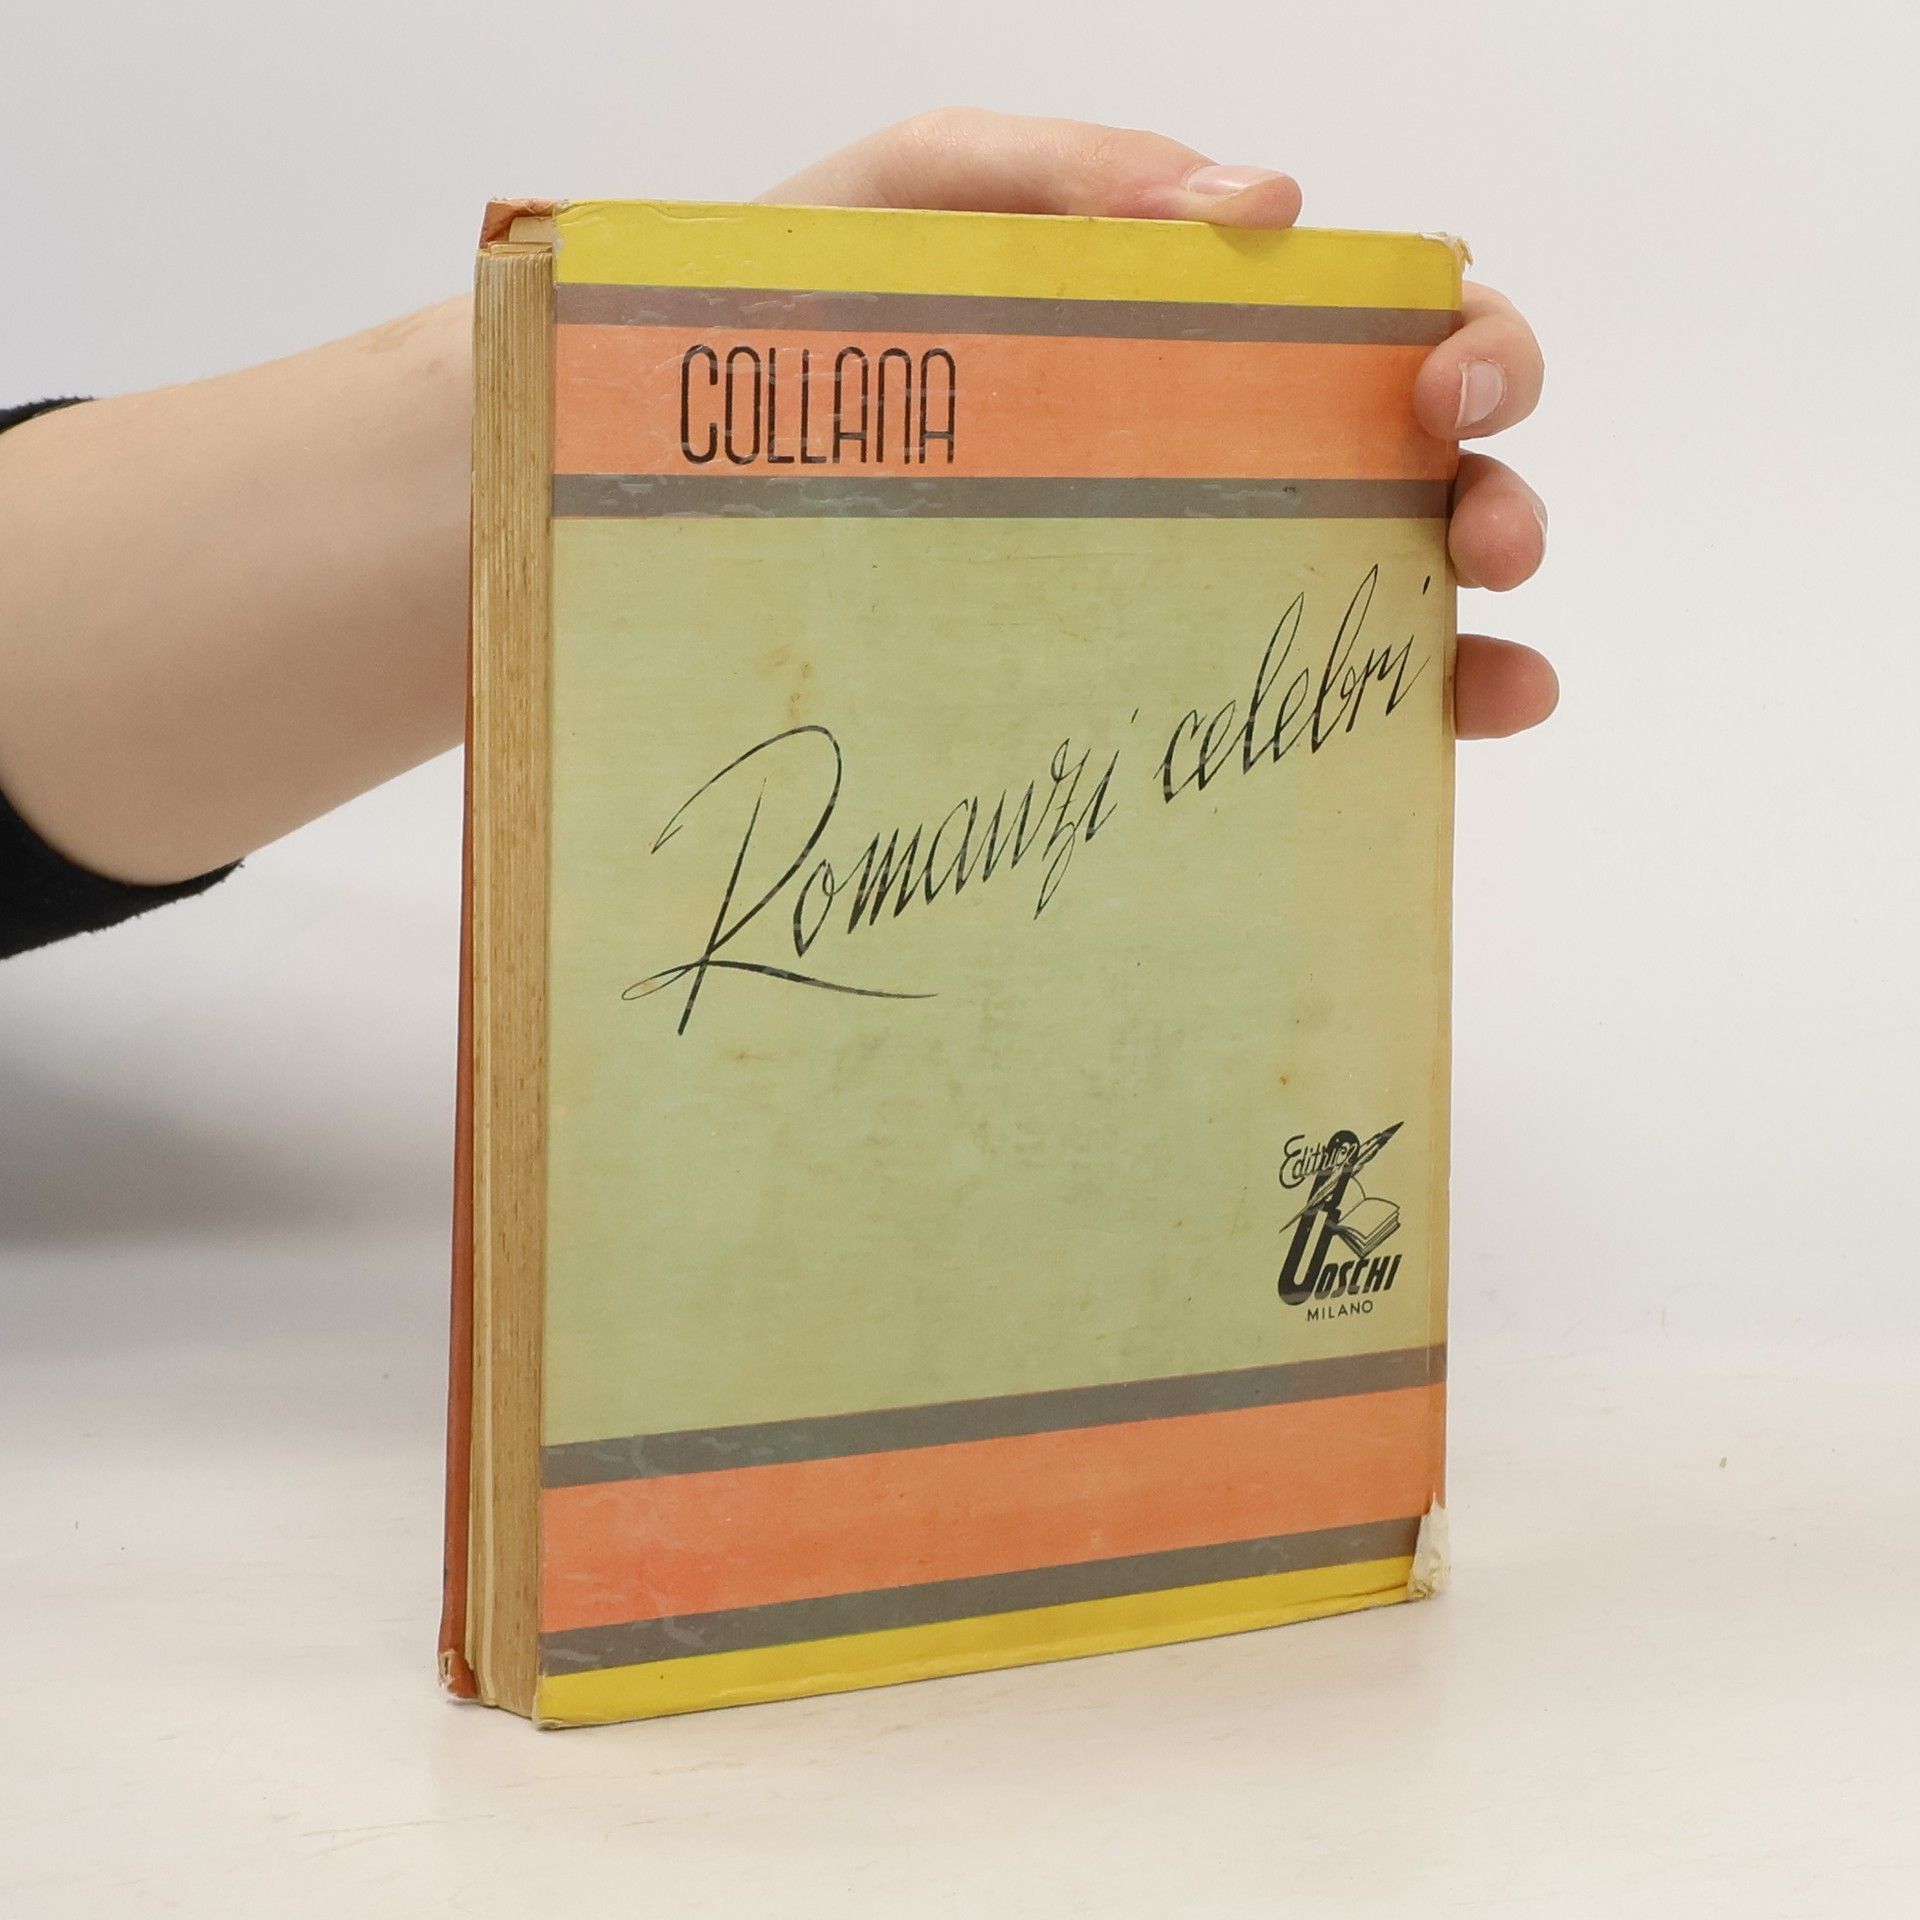 COLLANA
Romanzi celebri
Editrice
BOSCHI
MILANO